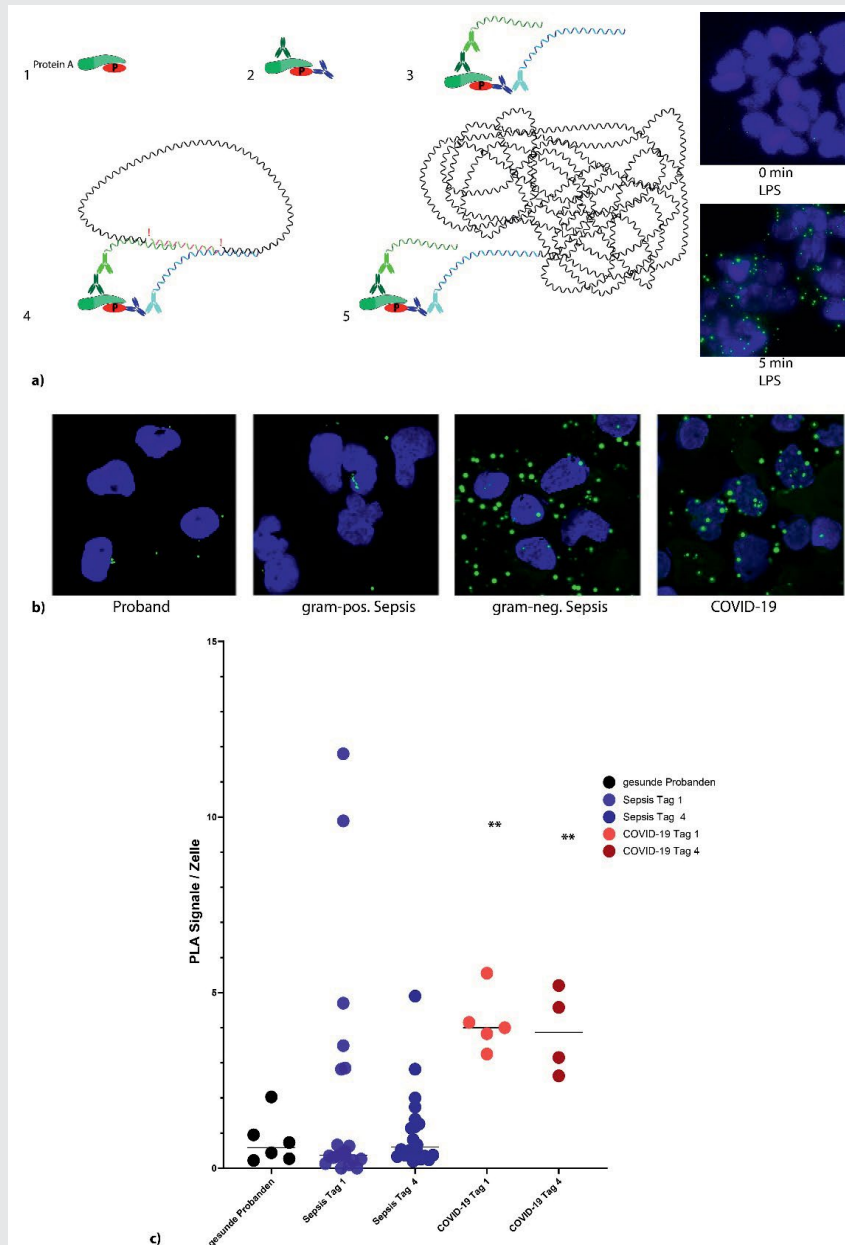 Protein A
P
1
P
2
P
3
0 min
LPS
!
!
P
4
P
5
5 min
LPS
a)
b)
Proband
gram-pos. Sepsis
gram-neg. Sepsis
COVID-19
15
10
5
0
PLA Signale / Zelle
**
**
gesunde Probanden
Sepsis Tag 1
Sepsis Tag 4
COVID-19 Tag 1
COVID-19 Tag 4
gesunde Probanden
Sepsis Tag 1
Sepsis Tag 4
COVID-19 Tag 1
COVID-19 Tag 4
c)